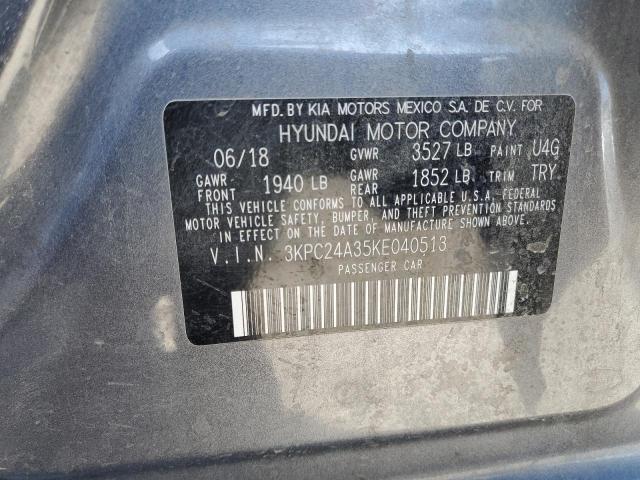 MFD. BY KIA MOTORS MEXICO S.A. DE C.V. FOR
HYUNDAI MOTOR COMPANY
06/18 GVWR 3527 LB PAINT U4G
GAWR FRONT 1940 LB GAWR REAR 1852 LB TRIM TRY
THIS VEHICLE CONFORMS TO ALL APPLICABLE U.S.A. FEDERAL
MOTOR VEHICLE SAFETY, BUMPER, AND THEFT PREVENTION STANDARDS
IN EFFECT ON THE DATE OF MANUFACTURE SHOWN ABOVE.
V.I.N. 3KPC24A35KE040513
PASSENGER CAR